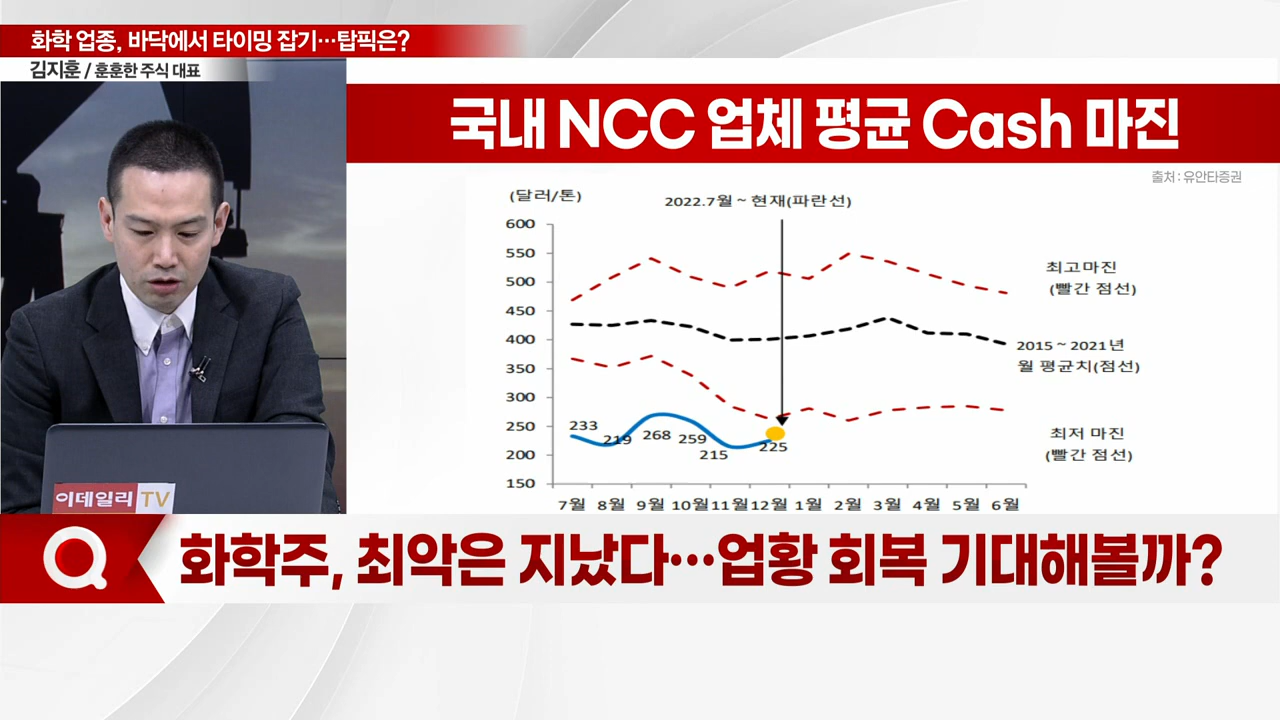 화학 업종, 바닥에서 타이밍 잡기…탑픽은?
김지훈 / 훈훈한 주식 대표
국내 NCC 업체 평균 Cash 마진
출처 : 유안타증권
(달러/톤)
2022.7월 ~ 현재(파란선)
600
550
500
450
400
350
300
250
200
150
최고마진
(빨간 점선)
2015 ~ 2021년
월 평균치(점선)
최저 마진
(빨간 점선)
233
219
268
259
215
225
7월 8월 9월 10월 11월 12월 1월 2월 3월 4월 5월 6월
이데일리 TV
Q 화학주, 최악은 지났다…업황 회복 기대해볼까?